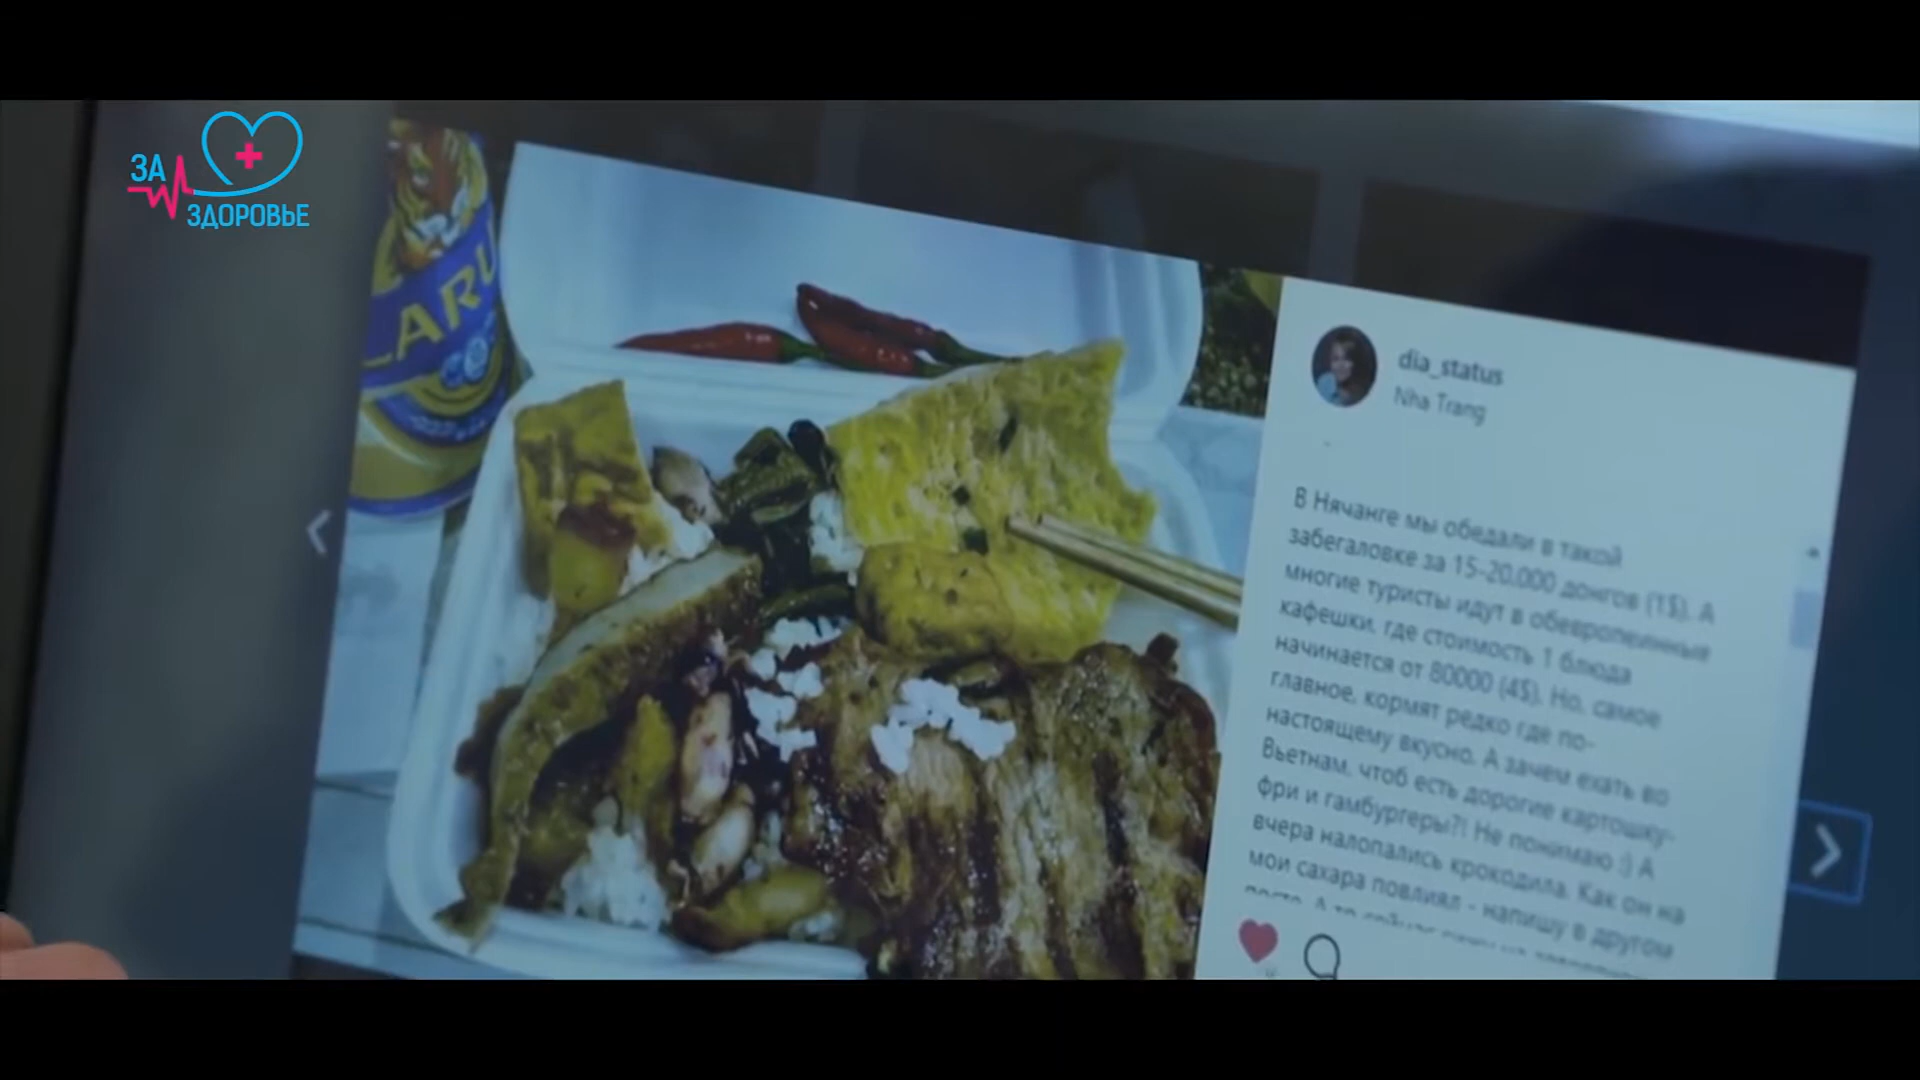 ЗА
ЗДОРОВЬЕ
LARU
dia_status
Nha Trang
В Нячанге мы обедали в такой
забегаловке за 15-20.000 донгов (1$). А
многие туристы идут в обевропеинные
кафешки, где стоимость 1 блюда
начинается от 80000 (4$). Но, самое
главное, кормят редко где по-
настоящему вкусно. А зачем ехать во
Вьетнам, чтоб есть дорогие картошку-
фри и гамбургеры?! Не понимаю :) А
вчера налопались крокодила. Как он на
мои сахара повлиял - напишу в другом